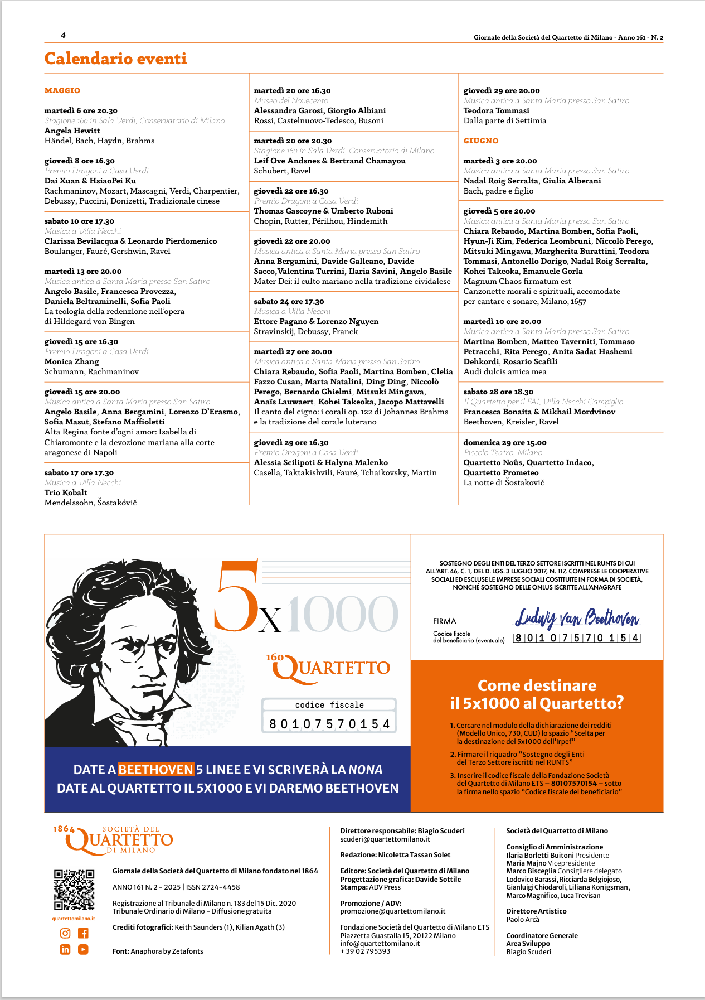 4
Giornale della Società del Quartetto di Milano - Anno 161 - N. 2
Calendario eventi
MAGGIO
martedì 6 ore 20.30
Stagione 160 in Sala Verdi, Conservatorio di Milano
Angela Hewitt
Händel, Bach, Haydn, Brahms
giovedì 8 ore 16.30
Premio Dragoni a Casa Verdi
Dai Xuan & HsiaoPei Ku
Rachmaninov, Mozart, Mascagni, Verdi, Charpentier,
Debussy, Puccini, Donizetti, Tradizionale cinese
sabato 10 ore 17.30
Musica a Villa Necchi
Clarissa Bevilacqua & Leonardo Pierdomenico
Boulanger, Fauré, Gershwin, Ravel
martedì 13 ore 20.00
Musica antica a Santa Maria presso San Satiro
Angelo Basile, Francesca Provezza,
Daniela Beltraminelli, Sofia Paoli
La teologia della redenzione nell'opera
di Hildegard von Bingen
giovedì 15 ore 16.30
Premio Dragoni a Casa Verdi
Monica Zhang
Schumann, Rachmaninov
giovedì 15 ore 20.00
Musica antica a Santa Maria presso San Satiro
Angelo Basile, Anna Bergamini, Lorenzo D'Erasmo,
Sofia Masut, Stefano Maffioletti
Alta Regina fonte d'ogni amor: Isabella di
Chiaromonte e la devozione mariana alla corte
aragonese di Napoli
sabato 17 ore 17.30
Musica a Villa Necchi
Trio Kobalt
Mendelssohn, Šostakóvič
martedì 20 ore 16.30
Museo del Novecento
Alessandra Garosi, Giorgio Albiani
Rossi, Castelnuovo-Tedesco, Busoni
martedì 20 ore 20.30
Stagione 160 in Sala Verdi, Conservatorio di Milano
Leif Ove Andsnes & Bertrand Chamayou
Schubert, Ravel
giovedì 22 ore 16.30
Premio Dragoni a Casa Verdi
Thomas Gascoyne & Umberto Ruboni
Chopin, Rutter, Périlhou, Hindemith
giovedì 22 ore 20.00
Musica antica a Santa Maria presso San Satiro
Anna Bergamini, Davide Galleano, Davide
Sacco,Valentina Turrini, Ilaria Savini, Angelo Basile
Mater Dei: il culto mariano nella tradizione cividalese
sabato 24 ore 17.30
Musica a Villa Necchi
Ettore Pagano & Lorenzo Nguyen
Stravinskij, Debussy, Franck
martedì 27 ore 20.00
Musica antica a Santa Maria presso San Satiro
Chiara Rebaudo, Sofia Paoli, Martina Bomben, Clelia
Fazzo Cusan, Marta Natalini, Ding Ding, Niccolò
Perego, Bernardo Ghielmi, Mitsuki Mingawa,
Anaïs Lauwaert, Kohei Takeoka, Jacopo Mattavelli
Il canto del cigno: i corali op. 122 di Johannes Brahms
e la tradizione del corale luterano
giovedì 29 ore 16.30
Premio Dragoni a Casa Verdi
Alessia Scilipoti & Halyna Malenko
Casella, Taktakishvili, Fauré, Tchaikovsky, Martin
giovedì 29 ore 20.00
Musica antica a Santa Maria presso San Satiro
Teodora Tommasi
Dalla parte di Settimia
GIUGNO
martedì 3 ore 20.00
Musica antica a Santa Maria presso San Satiro
Nadal Roig Serralta, Giulia Alberani
Bach, padre e figlio
giovedì 5 ore 20.00
Musica antica a Santa Maria presso San Satiro
Chiara Rebaudo, Martina Bomben, Sofia Paoli,
Hyun-Ji Kim, Federica Leombruni, Niccolò Perego,
Mitsuki Mingawa, Margherita Burattini, Teodora
Tommasi, Antonello Dorigo, Nadal Roig Serralta,
Kohei Takeoka, Emanuele Gorla
Magnum Chaos firmatum est
Canzonette morali e spirituali, accomodate
per cantare e sonare, Milano, 1657
martedì 10 ore 20.00
Musica antica a Santa Maria presso San Satiro
Martina Bomben, Matteo Taverniti, Tommaso
Petracchi, Rita Perego, Anita Sadat Hashemi
Dehkordi, Rosario Scafili
Audi dulcis amica mea
sabato 28 ore 18.30
Il Quartetto per il FAI, Villa Necchi Campiglio
Francesca Bonaita & Mikhail Mordvinov
Beethoven, Kreisler, Ravel
domenica 29 ore 15.00
Piccolo Teatro, Milano
Quartetto Noûs, Quartetto Indaco,
Quartetto Prometeo
La notte di Šostakovič
5x1000
160
QUARTETTO
codice fiscale
80107570154
DATE A BEETHOVEN 5 LINEE E VI SCRIVERÀ LA NONA
DATE AL QUARTETTO IL 5X1000 E VI DAREMO BEETHOVEN
SOSTEGNO DEGLI ENTI DEL TERZO SETTORE ISCRITTI NEL RUNTS DI CUI
ALL'ART. 46, C. 1, DEL D. LGS. 3 LUGLIO 2017, N. 117, COMPRESE LE COOPERATIVE
SOCIALI ED ESCLUSE LE IMPRESE SOCIALI COSTITUITE IN FORMA DI SOCIETÀ,
NONCHÉ SOSTEGNO DELLE ONLUS ISCRITTE ALL'ANAGRAFE
FIRMA
Ludwig van Beethoven
Codice fiscale
del beneficiario (eventuale)
8|0|1|0|7|5|7|0|1|5|4
Come destinare
il 5x1000 al Quartetto?
1. Cercare nel modulo della dichiarazione dei redditi
(Modello Unico, 730, CUD) lo spazio "Scelta per
la destinazione del 5x1000 dell'Irpef"
2. Firmare il riquadro "Sostegno degli Enti
del Terzo Settore iscritti nel RUNTS"
3. Inserire il codice fiscale della Fondazione Società
del Quartetto di Milano ETS – 80107570154 – sotto
la firma nello spazio "Codice fiscale del beneficiario"
1864
SOCIETÀ DEL
QUARTETTO
DI MILANO
quartettomilano.it
Giornale della Società del Quartetto di Milano fondato nel 1864
ANNO 161 N. 2 - 2025 | ISSN 2724-4458
Registrazione al Tribunale di Milano n. 183 del 15 Dic. 2020
Tribunale Ordinario di Milano - Diffusione gratuita
Crediti fotografici: Keith Saunders (1), Kilian Agath (3)
Font: Anaphora by Zetafonts
Direttore responsabile: Biagio Scuderi
scuderi@quartettomilano.it
Redazione: Nicoletta Tassan Solet
Editore: Società del Quartetto di Milano
Progettazione grafica: Davide Sottile
Stampa: ADV Press
Promozione / ADV:
promozione@quartettomilano.it
Fondazione Società del Quartetto di Milano ETS
Piazzetta Guastalla 15, 20122 Milano
info@quartettomilano.it
+ 39 02 795393
Società del Quartetto di Milano
Consiglio di Amministrazione
Ilaria Borletti Buitoni Presidente
Maria Majno Vicepresidente
Marco Bisceglia Consigliere delegato
Lodovico Barassi, Ricciarda Belgiojoso,
Gianluigi Chiodaroli, Liliana Konigsman,
Marco Magnifico, Luca Trevisan
Direttore Artistico
Paolo Arcà
Coordinatore Generale
Area Sviluppo
Biagio Scuderi